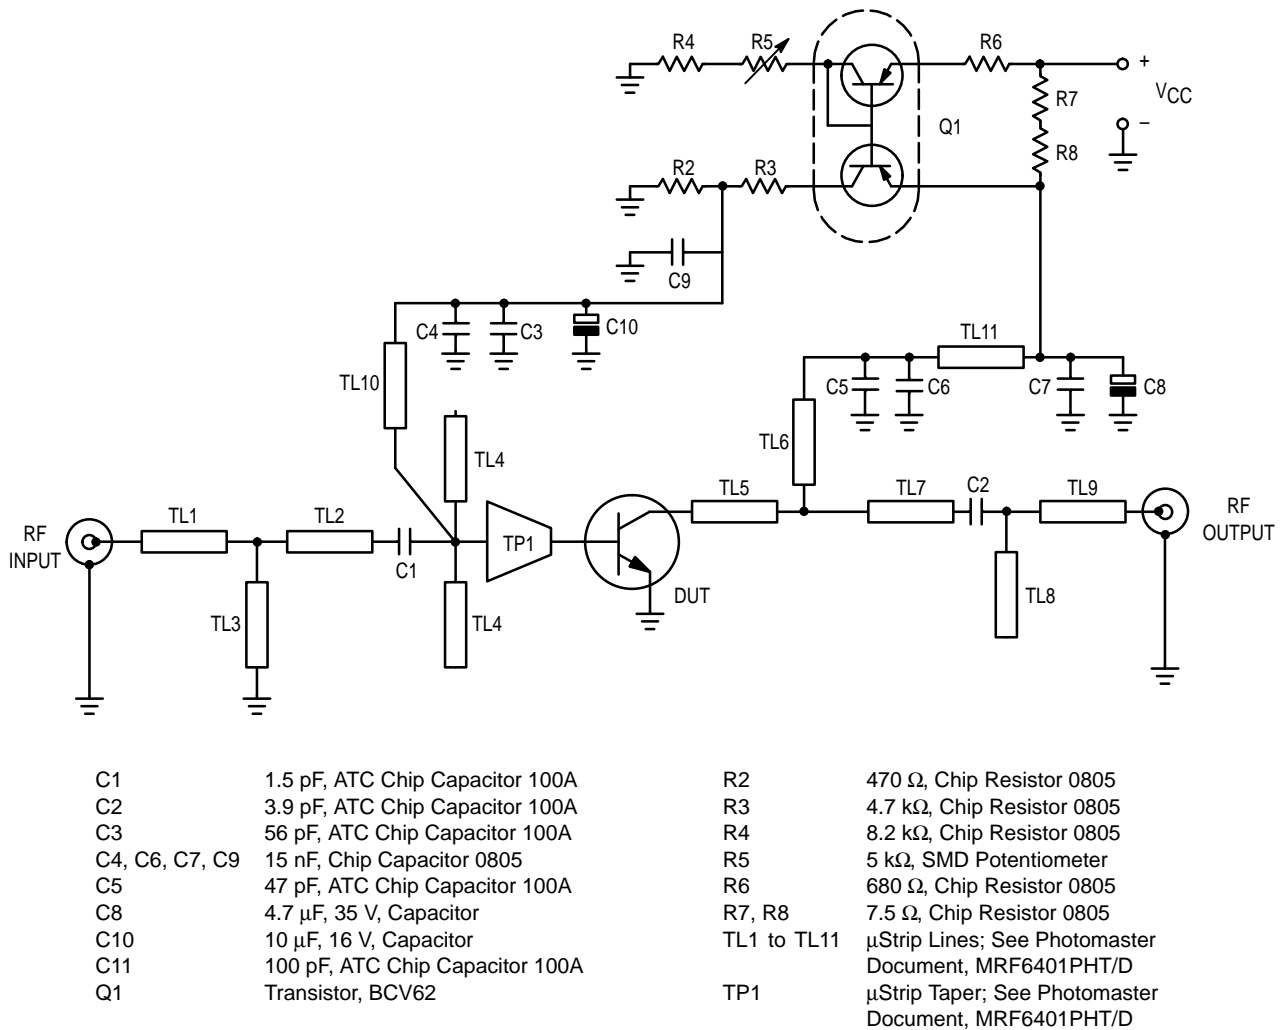 R4 R5 R6
+
VCC
R7
Q1
−
R8
R2 R3
C9
C4 C3 C10 TL11
TL10
C5 C6 C7 C8
TL4 TL6
TL5 TL7 C2 TL9
RF
INPUT
TL1 TL2
C1
TP1
RF
OUTPUT
DUT
TL3 TL4 TL8
C1 1.5 pF, ATC Chip Capacitor 100A
C2 3.9 pF, ATC Chip Capacitor 100A
C3 56 pF, ATC Chip Capacitor 100A
C4, C6, C7, C9 15 nF, Chip Capacitor 0805
C5 47 pF, ATC Chip Capacitor 100A
C8 4.7 µF, 35 V, Capacitor
C10 10 µF, 16 V, Capacitor
C11 100 pF, ATC Chip Capacitor 100A
Q1 Transistor, BCV62
R2 470 Ω, Chip Resistor 0805
R3 4.7 kΩ, Chip Resistor 0805
R4 8.2 kΩ, Chip Resistor 0805
R5 5 kΩ, SMD Potentiometer
R6 680 Ω, Chip Resistor 0805
R7, R8 7.5 Ω, Chip Resistor 0805
TL1 to TL11 µStrip Lines; See Photomaster
Document, MRF6401PHT/D
TP1 µStrip Taper; See Photomaster
Document, MRF6401PHT/D